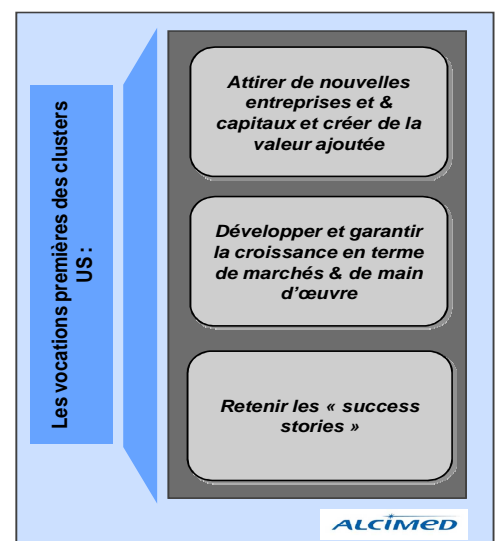 Les vocations premières des clusters
US :
Attirer de nouvelles
entreprises et &
capitaux et créer de la
valeur ajoutée
Développer et garantir
la croissance en terme
de marchés & de main
d'œuvre
Retenir les « success
stories »
ALCIMED